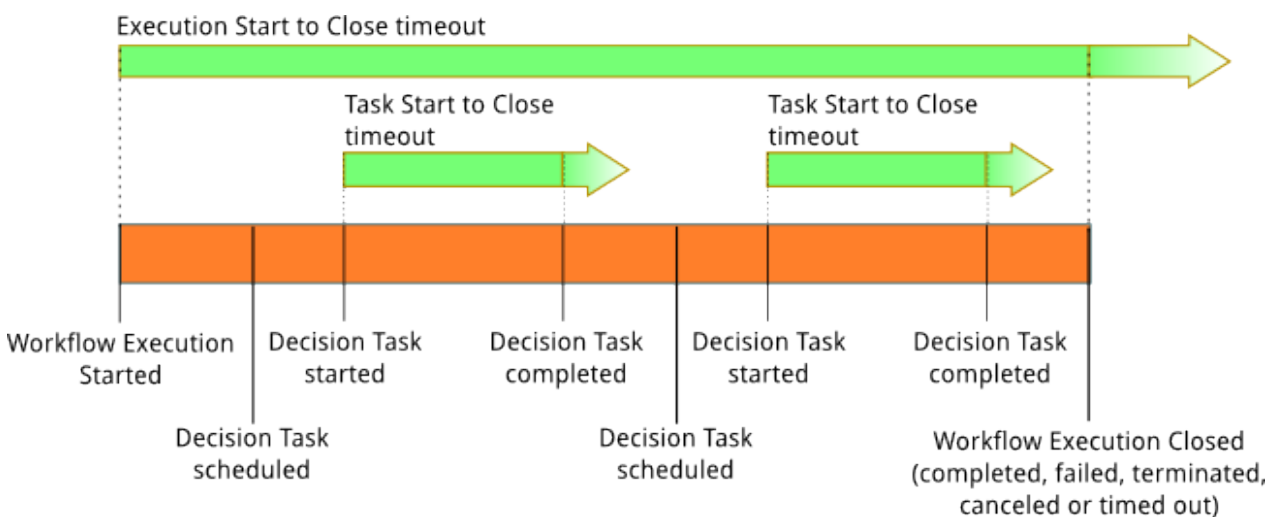 Execution Start to Close timeout
Task Start to Close
timeout
Task Start to Close
timeout
Workflow Execution
Started
Decision Task
scheduled
Decision Task
started
Decision Task
completed
Decision Task
scheduled
Decision Task
started
Decision Task
completed
Workflow Execution Closed
(completed, failed, terminated,
canceled or timed out)